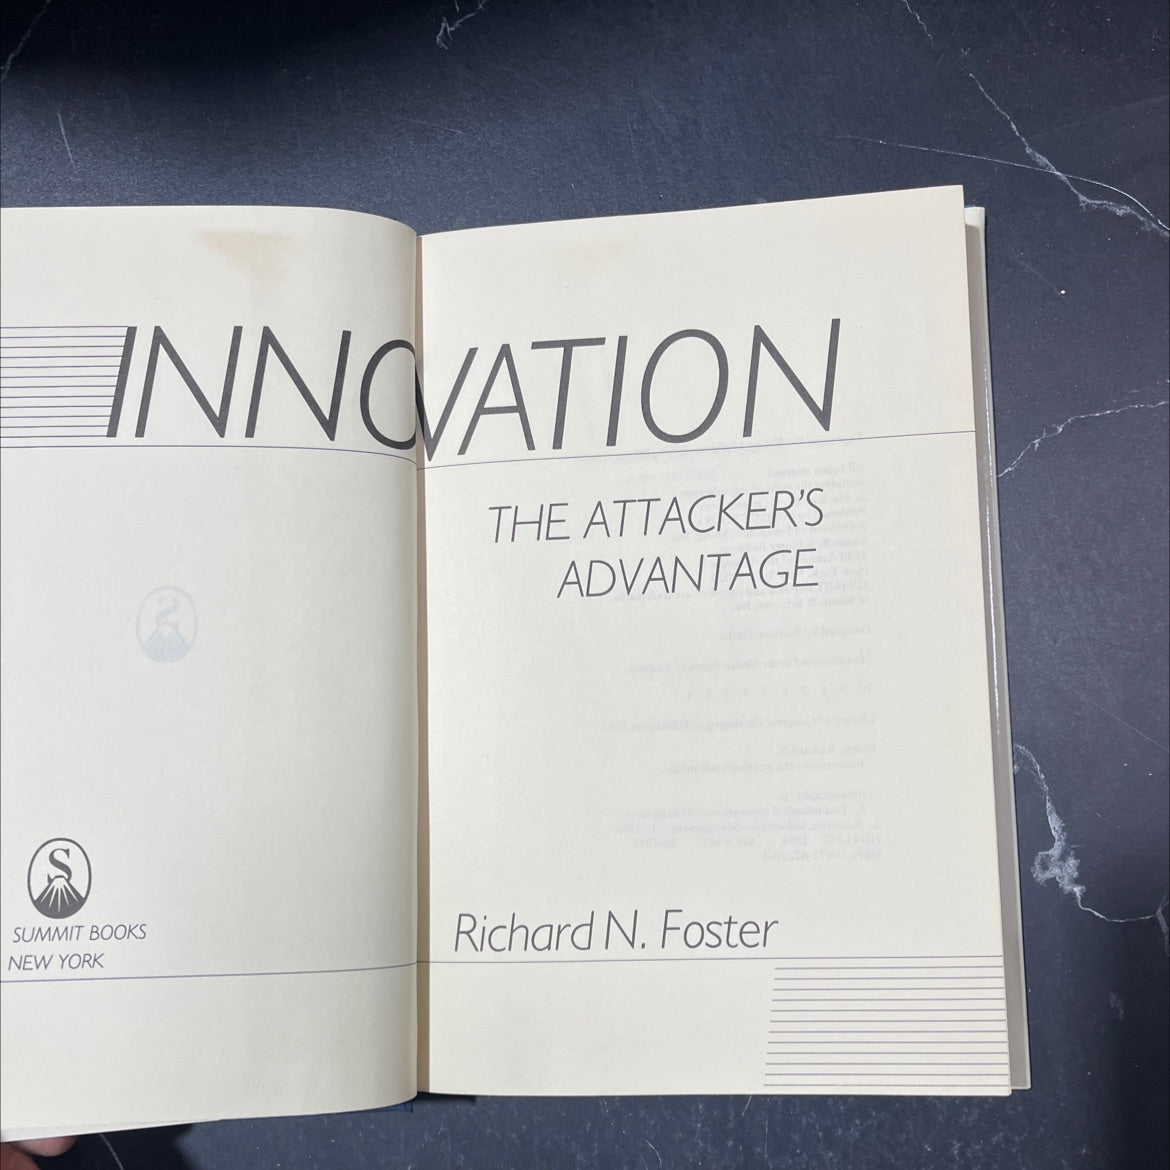 INNOVATION
THE ATTACKER'S
ADVANTAGE
Richard N. Foster
S
SUMMIT BOOKS
NEW YORK